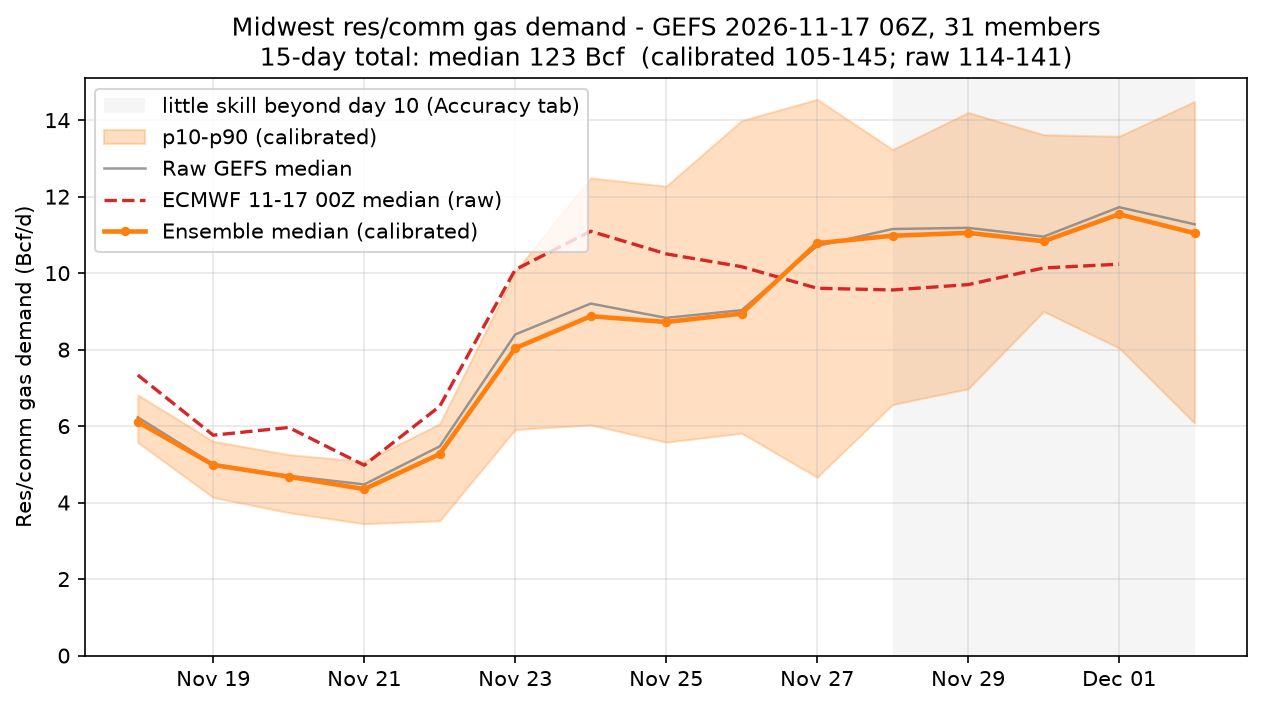 Midwest res/comm gas demand - GEFS 2026-11-17 06Z, 31 members
15-day total: median 123 Bcf  (calibrated 105-145; raw 114-141)
little skill beyond day 10 (Accuracy tab)
p10-p90 (calibrated)
Raw GEFS median
ECMWF 11-17 00Z median (raw)
Ensemble median (calibrated)
Res/comm gas demand (Bcf/d)
14
12
10
8
6
4
2
0
Nov 19
Nov 21
Nov 23
Nov 25
Nov 27
Nov 29
Dec 01